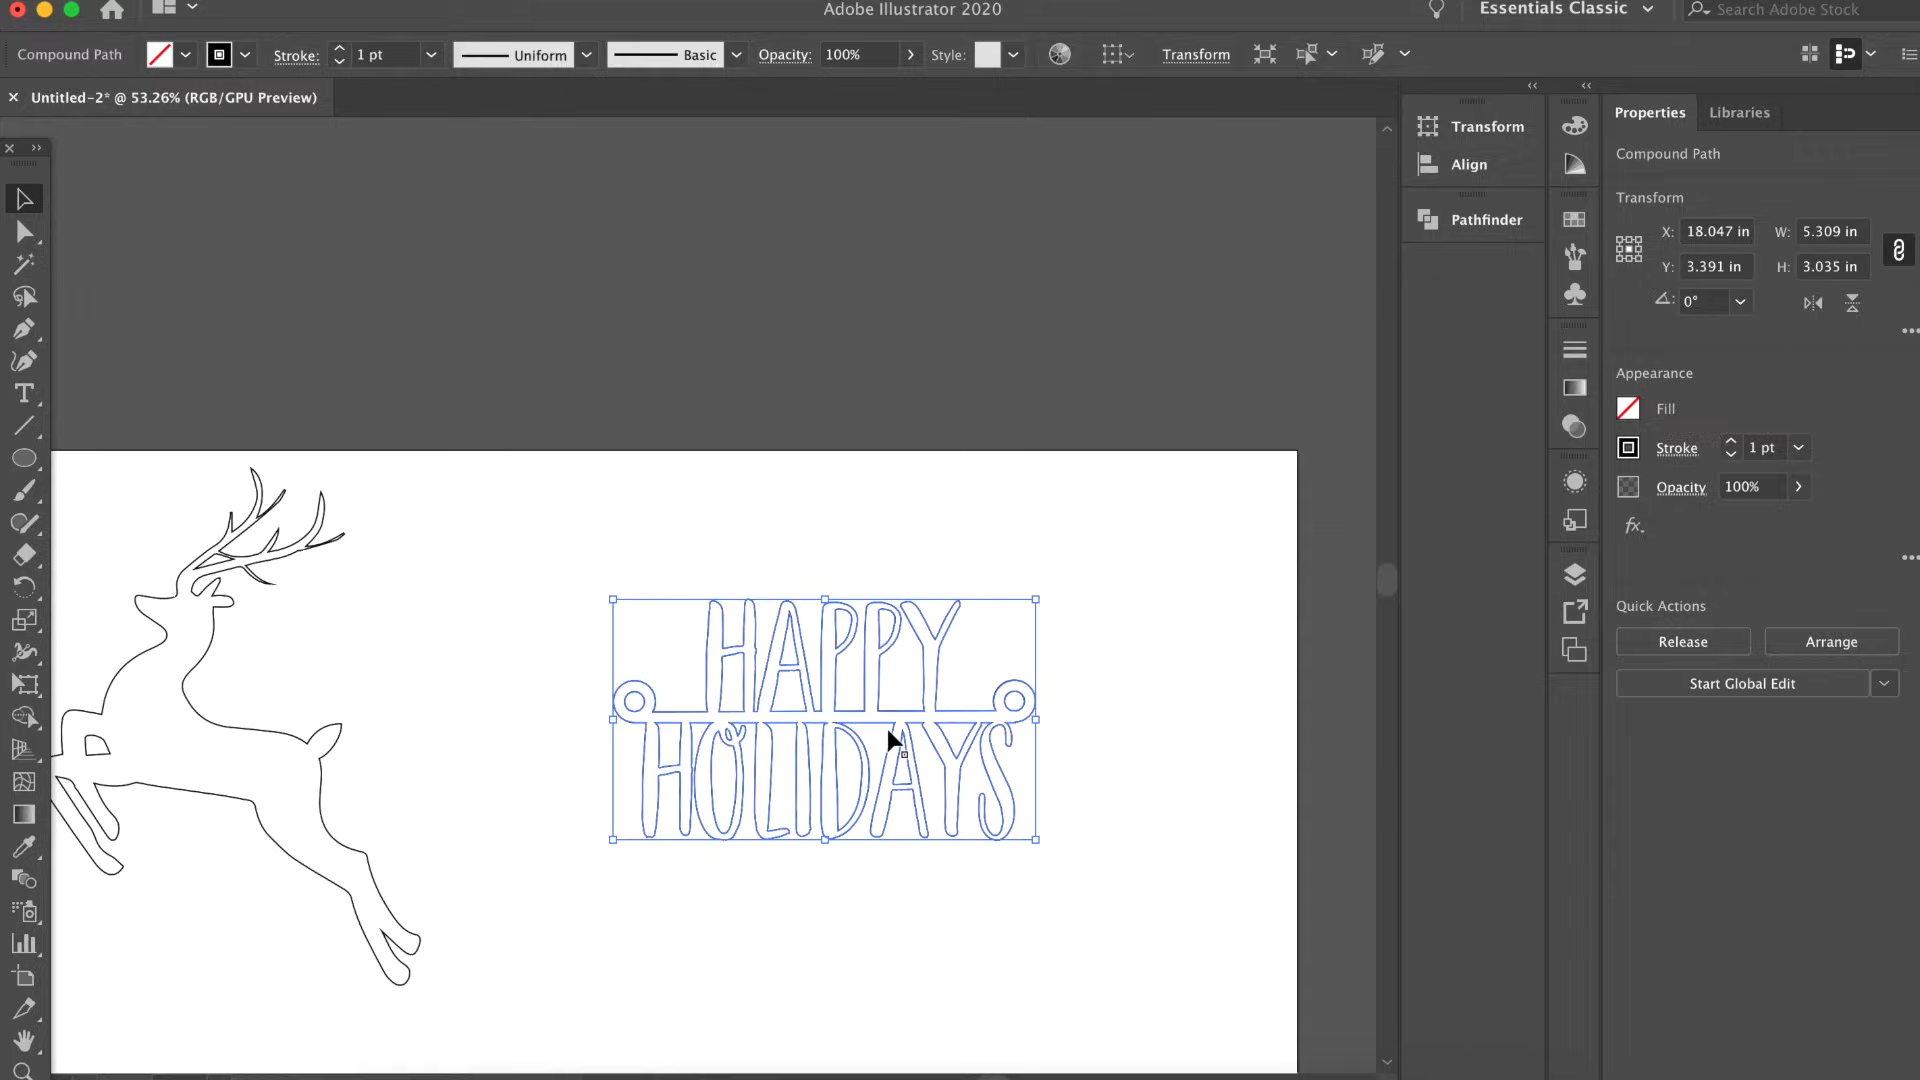 Adobe Illustrator 2020
Essentials Classic
Search Adobe Stock
Compound Path
Stroke:
1 pt
Uniform
Basic
Opacity:
100%
Style:
Transform
Untitled-2* @ 53.26% (RGB/GPU Preview)
Transform
Align
Pathfinder
Properties
Libraries
Compound Path
Transform
X:
18.047 in
W:
5.309 in
Y:
3.391 in
H:
3.035 in
0°
Appearance
Fill
Stroke
1 pt
Opacity
100%
fx.
Quick Actions
Release
Arrange
Start Global Edit
HAPPY
HOLIDAYS